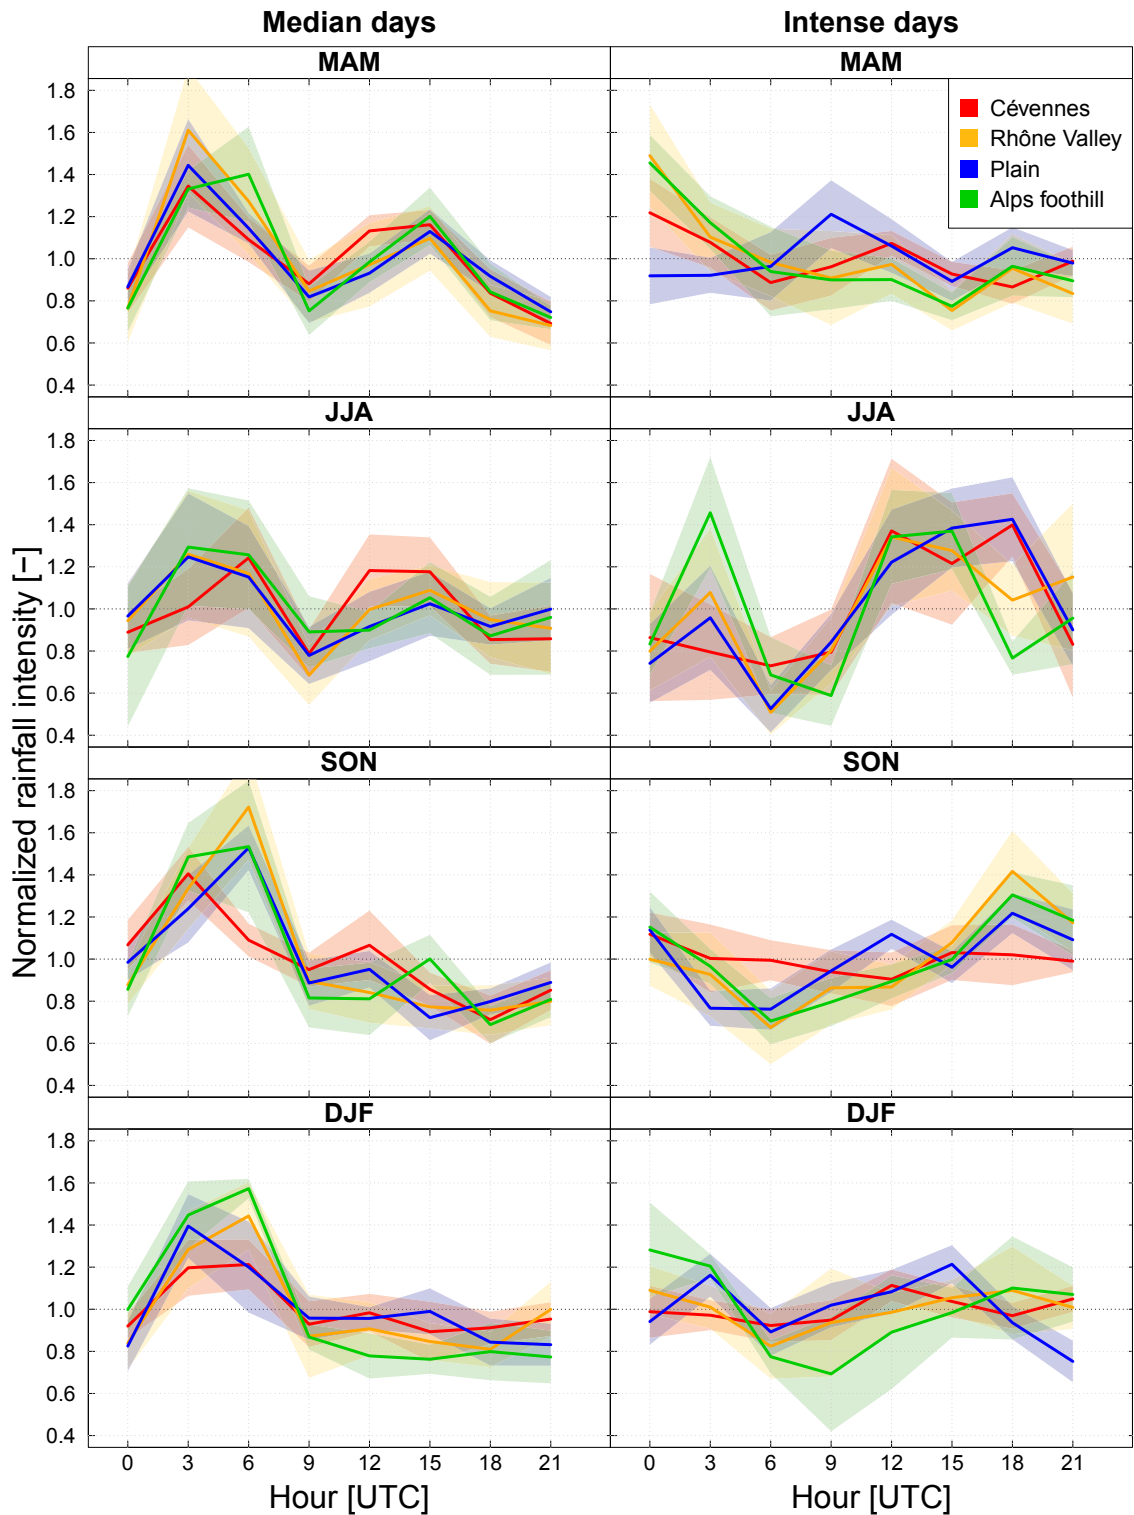 Median days
Intense days
MAM
MAM
Cévennes
Rhône Valley
Plain
Alps foothill
1.8
1.6
1.4
1.2
1.0
0.8
0.6
0.4
JJA
JJA
1.8
1.6
1.4
1.2
1.0
0.8
0.6
0.4
SON
SON
1.8
1.6
1.4
1.2
1.0
0.8
0.6
0.4
DJF
DJF
1.8
1.6
1.4
1.2
1.0
0.8
0.6
0.4
Normalized rainfall intensity [−]
0 3 6 9 12 15 18 21
0 3 6 9 12 15 18 21
Hour [UTC]
Hour [UTC]